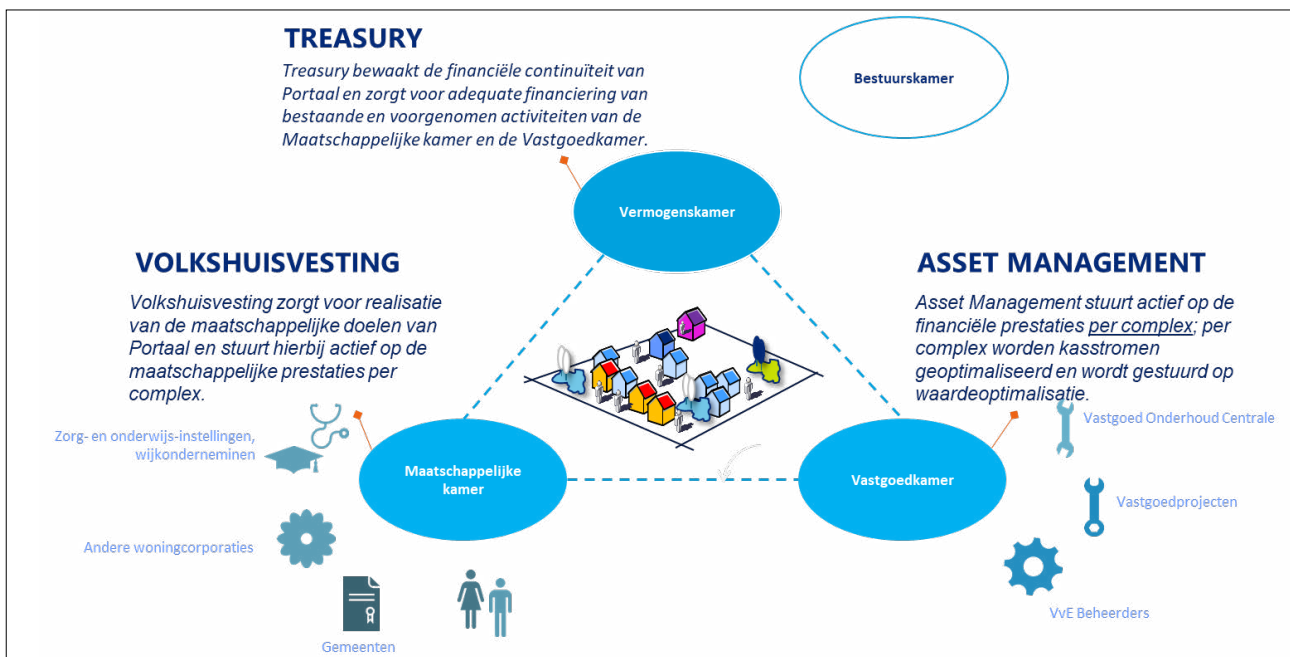 TREASURY
Treasury bewaakt de financiële continuïteit van
Portaal en zorgt voor adequate financiering van
bestaande en voorgenomen activiteiten van de
Maatschappelijke kamer en de Vastgoedkamer.
Bestuurskamer
Vermogenskamer
VOLKSHUISVESTING
Volkshuisvesting zorgt voor realisatie
van de maatschappelijke doelen van
Portaal en stuurt hierbij actief op de
maatschappelijke prestaties per
complex.
ASSET MANAGEMENT
Asset Management stuurt actief op de
financiële prestaties per complex; per
complex worden kasstromen
geoptimaliseerd en wordt gestuurd op
waardeoptimalisatie.
Zorg- en onderwijs-instellingen,
wijkonderneminen
Maatschappelijke
kamer
Vastgoedkamer
Vastgoed Onderhoud Centrale
Vastgoedprojecten
Andere woningcorporaties
VvE Beheerders
Gemeenten